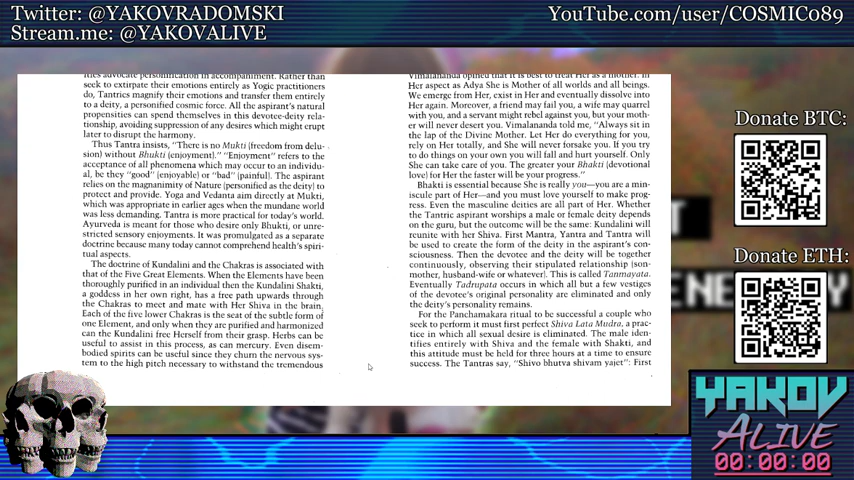 Twitter: @YAKOVRADOMSKI
Stream.me: @YAKOVALIVE
YouTube.com/user/COSMIC089
ities advocate personification in accompaniment. Rather than
seek to extirpate their emotions entirely as Yogic practitioners
do, Tantrics magnify their emotions and transfer them entirely
to a deity, a personified cosmic force. All the aspirant's natural
propensities can spend themselves in this devotee-deity rela-
tionship, avoiding suppression of any desires which might erupt
later to disrupt the harmony.
Thus Tantra insists, "There is no Mukti (freedom from delu-
sion) without Bhukti (enjoyment)." "Enjoyment" refers to the
acceptance of all phenomena which may occur to an individu-
al, be they "good" (enjoyable) or "bad" (painful). The aspirant
relies on the magnanimity of Nature (personified as the deity) to
protect and provide. Yoga and Vedanta aim directly at Mukti,
which was appropriate in earlier ages when the mundane world
was less demanding. Tantra is more practical for today's world.
Ayurveda is meant for those who desire only Bhukti, or unre-
stricted sensory enjoyments. It was promulgated as a separate
doctrine because many today cannot comprehend health's spiri-
tual aspects.
The doctrine of Kundalini and the Chakras is associated with
that of the Five Great Elements. When the Elements have been
thoroughly purified in an individual then the Kundalini Shakti,
a goddess in her own right, has a free path upwards through
the Chakras to meet and mate with Her Shiva in the brain.
Each of the five lower Chakras is the seat of the subtle form of
one Element, and only when they are purified and harmonized
can the Kundalini free Herself from their grasp. Herbs can be
useful to assist in this process, as can mercury. Even disem-
bodied spirits can be useful since they churn the nervous sys-
tem to the high pitch necessary to withstand the tremendous
Vimalananda opined that it is best to treat Her as a mother. In
Her aspect as Adya She is Mother of all worlds and all beings.
We emerge from Her, exist in Her and eventually dissolve into
Her again. Moreover, a friend may fail you, a wife may quarrel
with you, and a servant might rebel against you, but your moth-
er will never desert you. Vimalananda told me, "Always sit in
the lap of the Divine Mother. Let Her do everything for you,
rely on Her totally, and She will never forsake you. If you try
to do things on your own you will fall and hurt yourself. Only
She can take care of you. The greater your Bhakti (devotional
love) for Her the faster will be your progress."
Bhakti is essential because She is really you—you are a min-
iscule part of Her—and you must love yourself to make prog-
ress. Even the masculine deities are all part of Her. Whether
the Tantric aspirant worships a male or female deity depends
on the guru, but the outcome will be the same: Kundalini will
reunite with her Shiva. First Mantra, Yantra and Tantra will
be used to create the form of the deity in the aspirant's con-
sciousness. Then the devotee and the deity will be together
continuously, observing their stipulated relationship (son-
mother, husband-wife or whatever). This is called Tanmayata.
Eventually Tadrupata occurs in which all but a few vestiges
of the devotee's original personality are eliminated and only
the deity's personality remains.
For the Panchamakara ritual to be successful a couple who
seek to perform it must first perfect Shiva Lata Mudra, a prac-
tice in which all sexual desire is eliminated. The male iden-
tifies entirely with Shiva and the female with Shakti, and
this attitude must be held for three hours at a time to ensure
success. The Tantras say, "Shivo bhutva shivam yajet": First
Donate BTC:
Donate ETH:
YAKOV
ALIVE
00:00:00